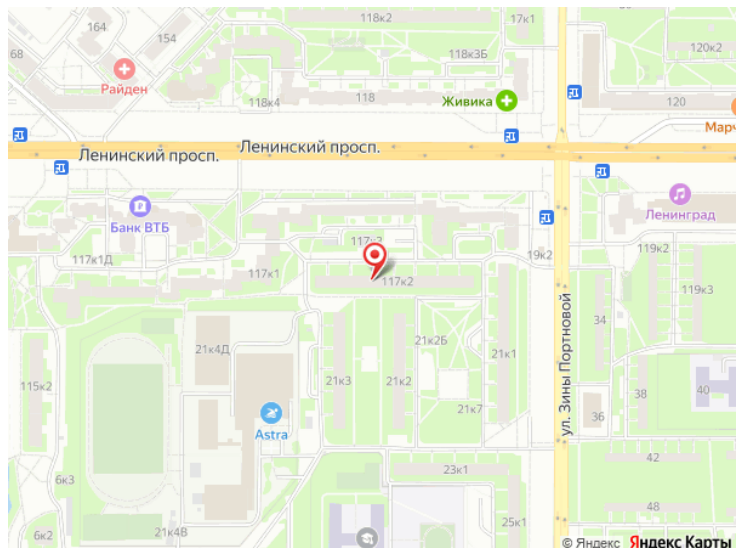 118к2
17к1
164
154
68
118к3Б
120к2
Райден
118к4
118
Живика
120
Марч
Ленинский просп.
Ленинский просп.
Банк ВТБ
Ленинград
117к3
19к2
119к2
117к1Д
117к1
117к2
119к3
34
21к4Д
21к2Б
21к1
115к2
21к3
21к2
38
40
21к7
36
Astra
ул. Зины Портновой
42
23к1
6к3
48
25к1
21к4В
6к2
© Яндекс Яндекс Карты